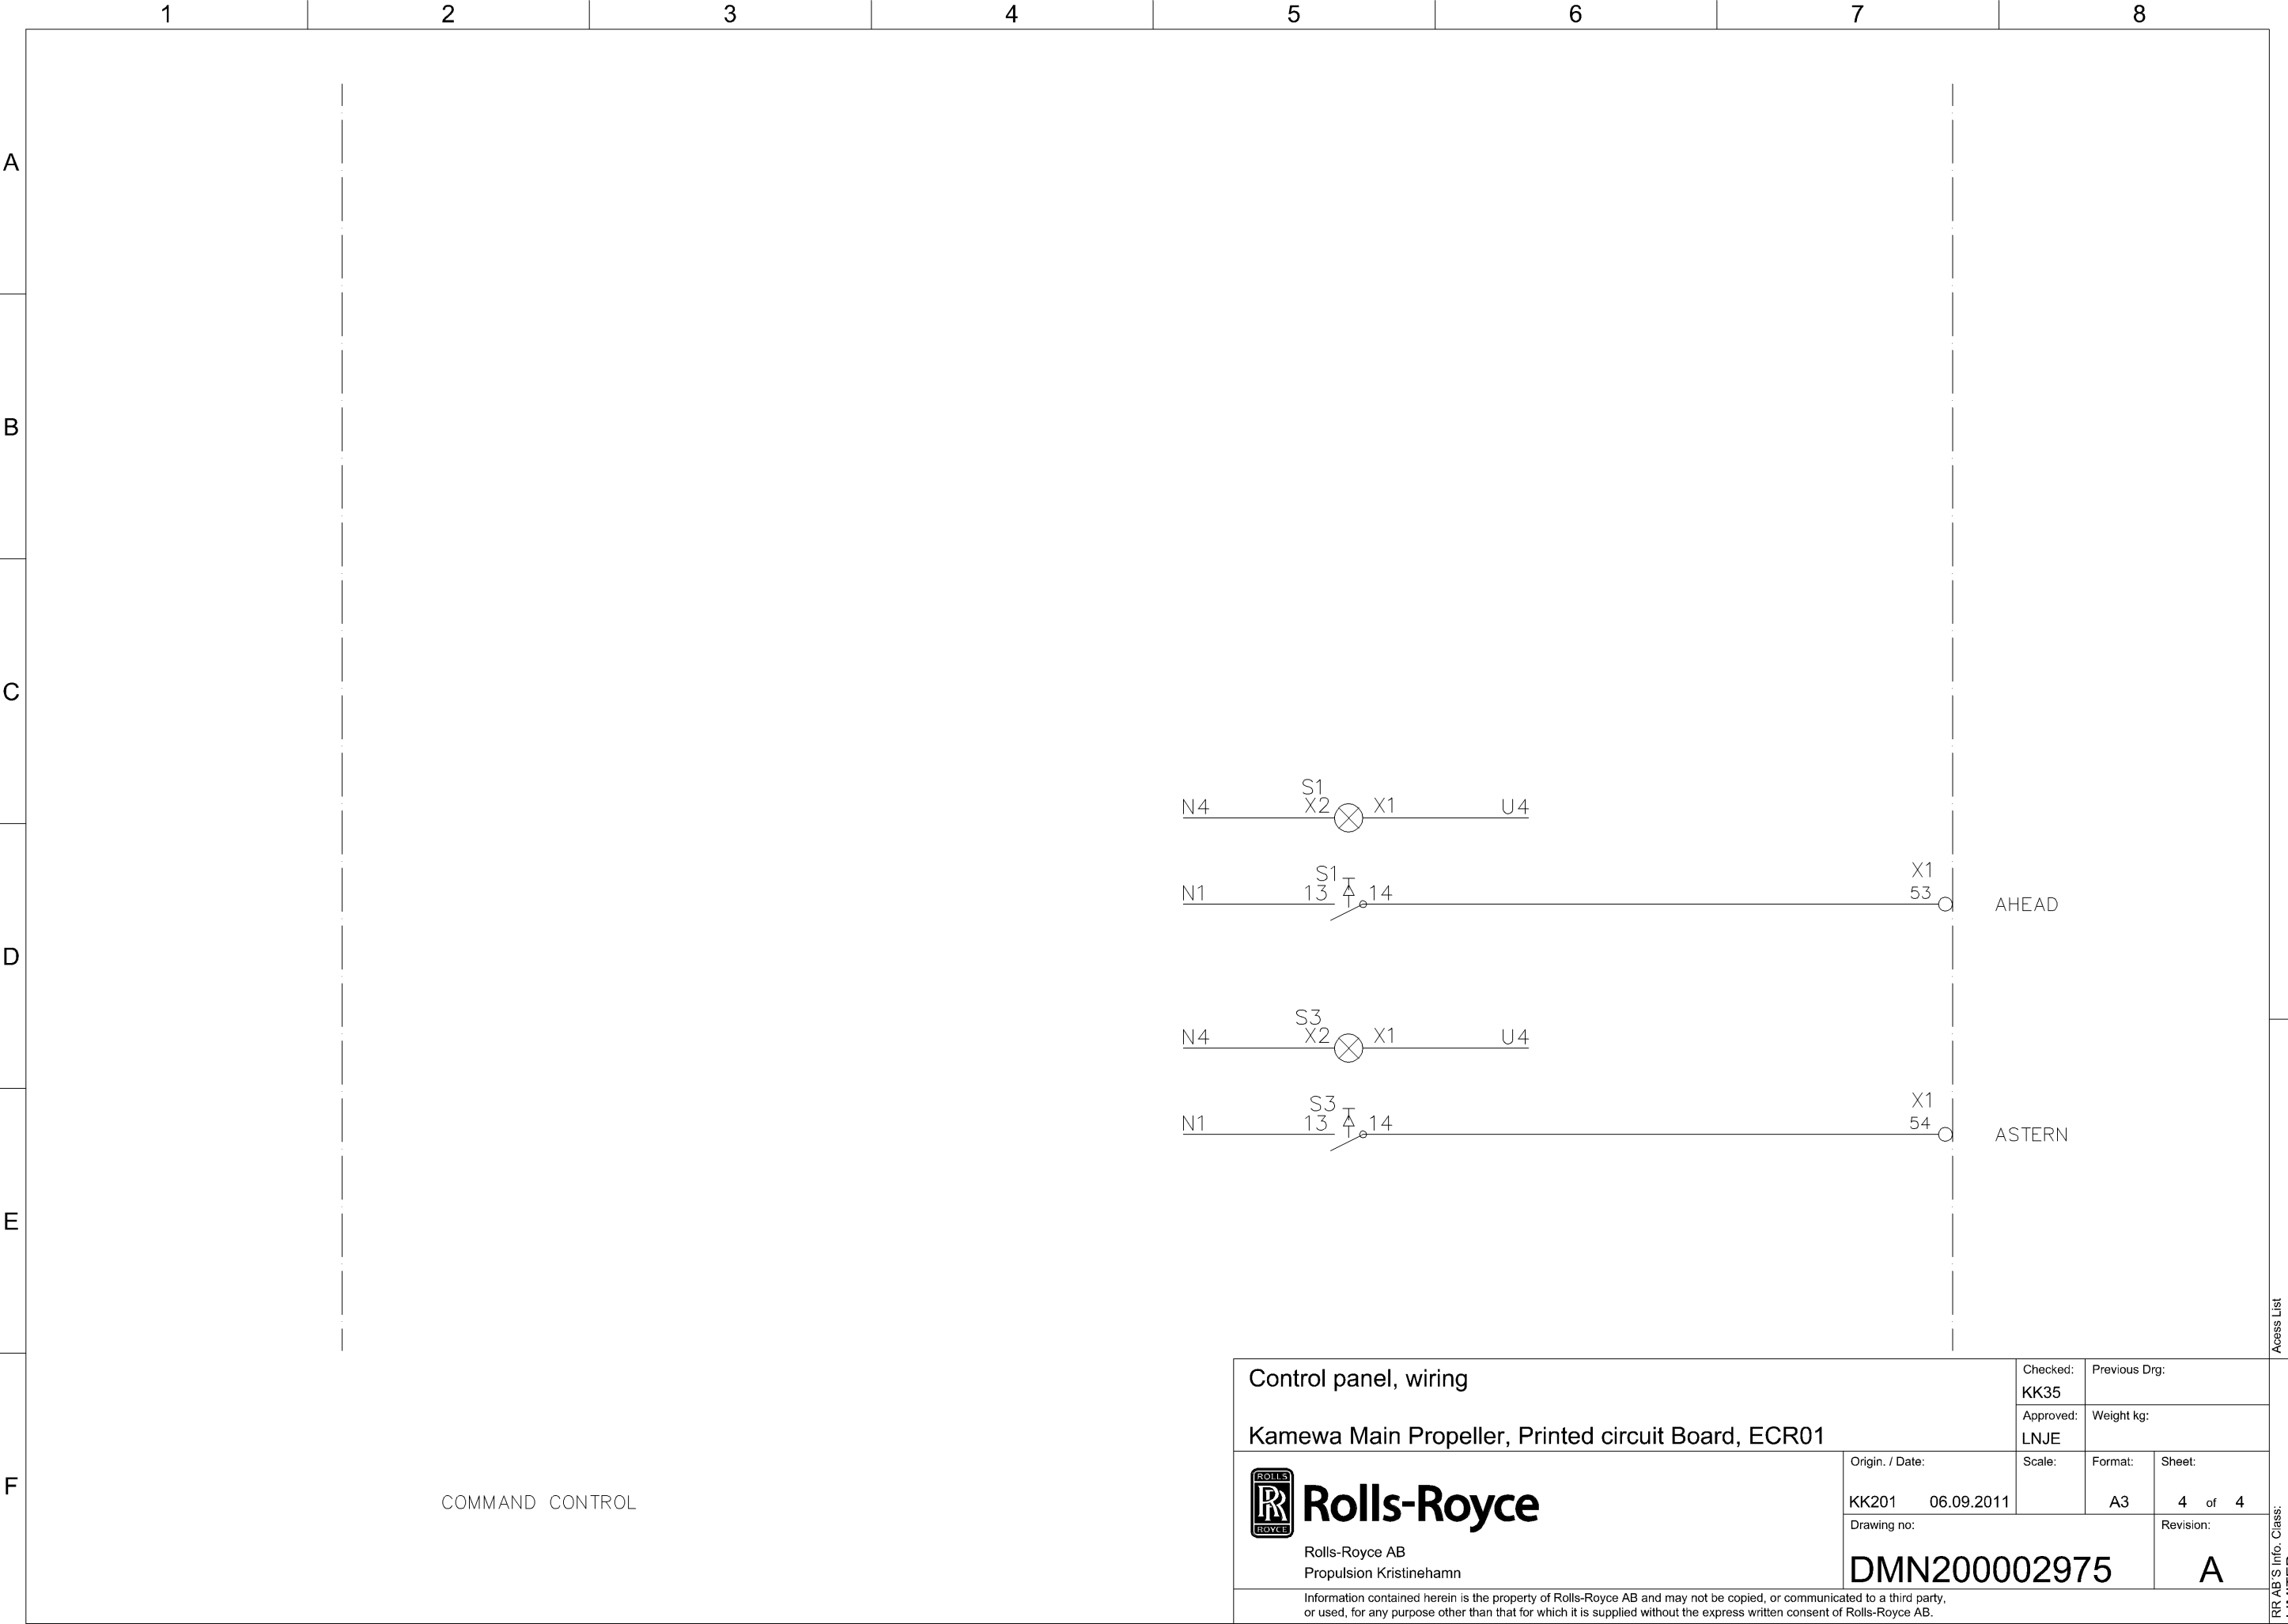 1 2 3 4 5 6 7 8
A
B
C
S1
N4 X2 X1 U4
S1 X1
N1 13 14 53 AHEAD
D
S3
N4 X2 X1 U4
S3 X1
N1 13 14 54 ASTERN
E
F
COMMAND CONTROL
Control panel, wiring
Kamewa Main Propeller, Printed circuit Board, ECR01
Checked:
KK35
Previous Drg:
Approved:
LNJE
Weight kg:
ROLLS
RR
ROYCE
Rolls-Royce
Rolls-Royce AB
Propulsion Kristinehamn
Origin. / Date:
KK201 06.09.2011
Scale:
Format:
A3
Sheet:
4 of 4
Drawing no:
DMN200002975
Revision:
A
Information contained herein is the property of Rolls-Royce AB and may not be copied, or communicated to a third party,
or used, for any purpose other than that for which it is supplied without the express written consent of Rolls-Royce AB.
Acess List
RR AB'S Info. Class: